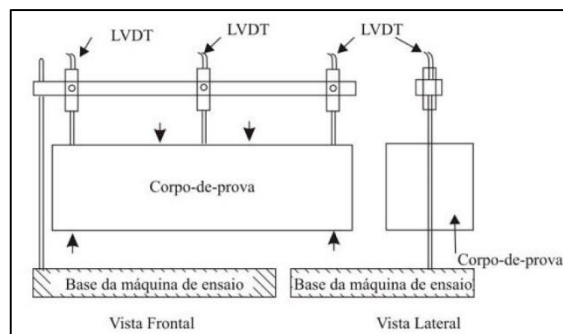 LVDT
LVDT
LVDT
Corpo-de-prova
Corpo-de-prova
Base da máquina de ensaio
Base da máquina de ensaio
Vista Frontal
Vista Lateral